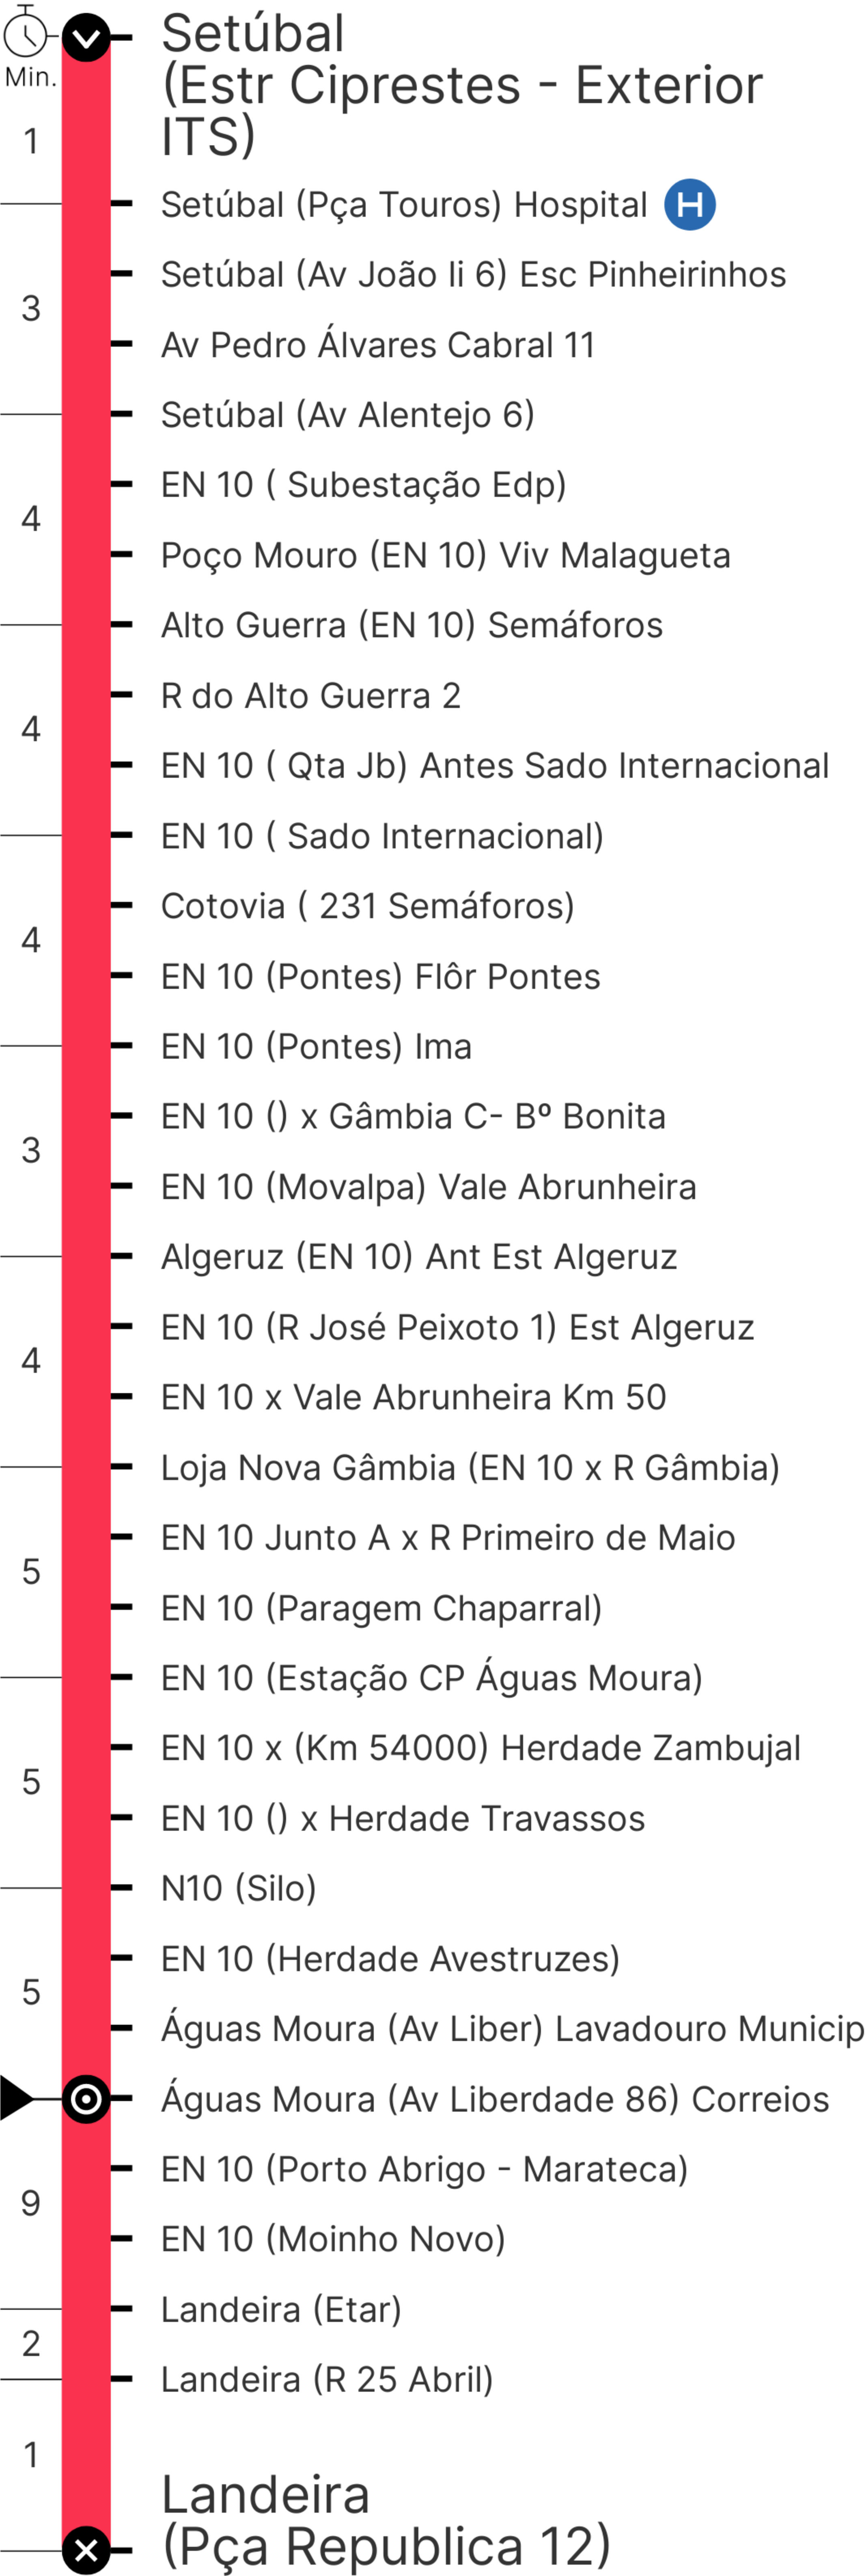 Min.
Setúbal
(Estr Ciprestes - Exterior
ITS)
1
Setúbal (Pça Touros) Hospital H
Setúbal (Av João Ii 6) Esc Pinheirinhos
3
Av Pedro Álvares Cabral 11
Setúbal (Av Alentejo 6)
EN 10 ( Subestação Edp)
4
Poço Mouro (EN 10) Viv Malagueta
Alto Guerra (EN 10) Semáforos
R do Alto Guerra 2
4
EN 10 ( Qta Jb) Antes Sado Internacional
EN 10 ( Sado Internacional)
Cotovia ( 231 Semáforos)
4
EN 10 (Pontes) Flôr Pontes
EN 10 (Pontes) Ima
EN 10 () x Gâmbia C- Bº Bonita
3
EN 10 (Movalpa) Vale Abrunheira
Algeruz (EN 10) Ant Est Algeruz
EN 10 (R José Peixoto 1) Est Algeruz
4
EN 10 x Vale Abrunheira Km 50
Loja Nova Gâmbia (EN 10 x R Gâmbia)
EN 10 Junto A x R Primeiro de Maio
5
EN 10 (Paragem Chaparral)
EN 10 (Estação CP Águas Moura)
EN 10 x (Km 54000) Herdade Zambujal
5
EN 10 () x Herdade Travassos
N10 (Silo)
EN 10 (Herdade Avestruzes)
5
Águas Moura (Av Liber) Lavadouro Municip
Águas Moura (Av Liberdade 86) Correios
EN 10 (Porto Abrigo - Marateca)
9
EN 10 (Moinho Novo)
Landeira (Etar)
2
Landeira (R 25 Abril)
1
Landeira
(Pça Republica 12)